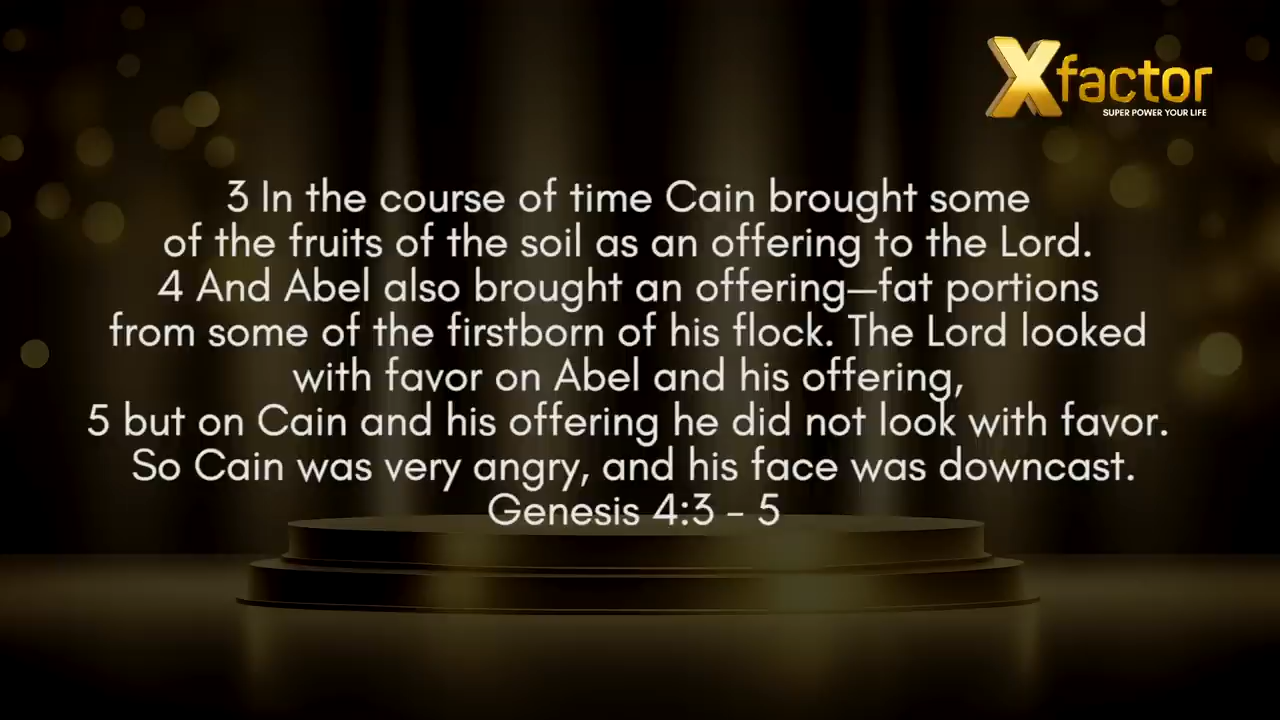 Xfactor
SUPER POWER YOUR LIFE
3 In the course of time Cain brought some
of the fruits of the soil as an offering to the Lord.
4 And Abel also brought an offering—fat portions
from some of the firstborn of his flock. The Lord looked
with favor on Abel and his offering,
5 but on Cain and his offering he did not look with favor.
So Cain was very angry, and his face was downcast.
Genesis 4:3 - 5